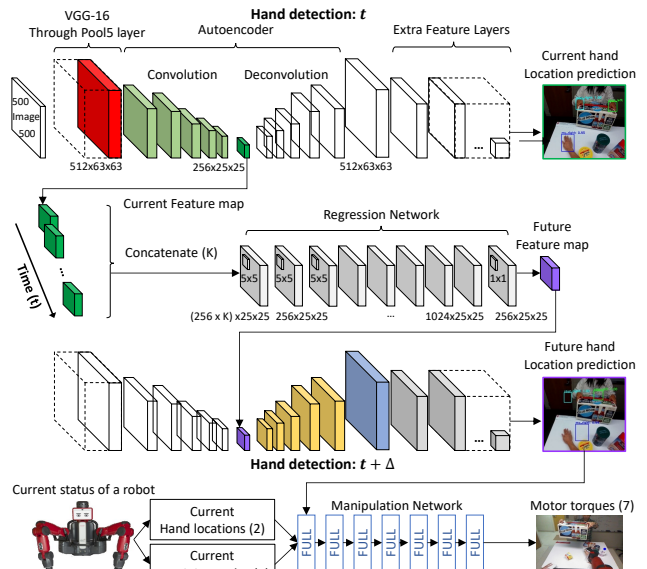 VGG-16
Through Pool5 layer
Hand detection: t
Autoencoder
Extra Feature Layers
Current hand
Location prediction
Convolution
Deconvolution
500
Image
500
...
512x63x63
256x25x25
512x63x63
Current Feature map
Regression Network
Future
Feature map
Concatenate (K)
Time (t)
...
5x5
5x5
5x5
1x1
(256 x K) x25x25
256x25x25
...
1024x25x25
256x25x25
Future hand
Location prediction
...
Hand detection: t + Δ
Current status of a robot
Current
Hand locations (2)
Manipulation Network
Motor torques (7)
FULL
FULL
FULL
FULL
FULL
FULL
FULL
Current